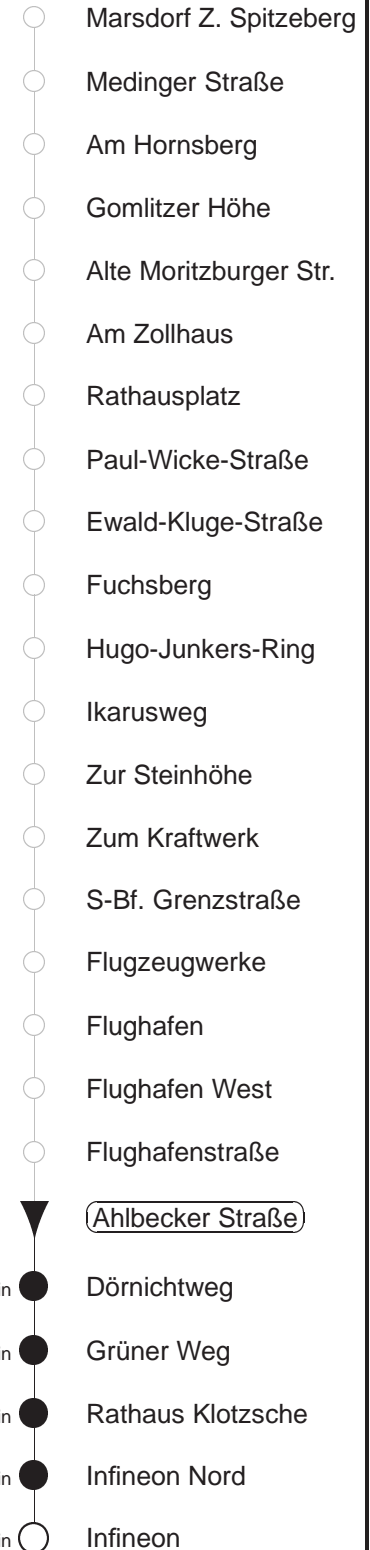 Marsdorf Z. Spitzeberg
Medinger Straße
Am Hornsberg
Gomlitzer Höhe
Alte Moritzburger Str.
Am Zollhaus
Rathausplatz
Paul-Wicke-Straße
Ewald-Kluge-Straße
Fuchsberg
Hugo-Junkers-Ring
Ikarusweg
Zur Steinhöhe
Zum Kraftwerk
S-Bf. Grenzstraße
Flugzeugwerke
Flughafen
Flughafen West
Flughafenstraße
Ahlbecker Straße
Dörnichtweg
Grüner Weg
Rathaus Klotzsche
Infineon Nord
Infineon